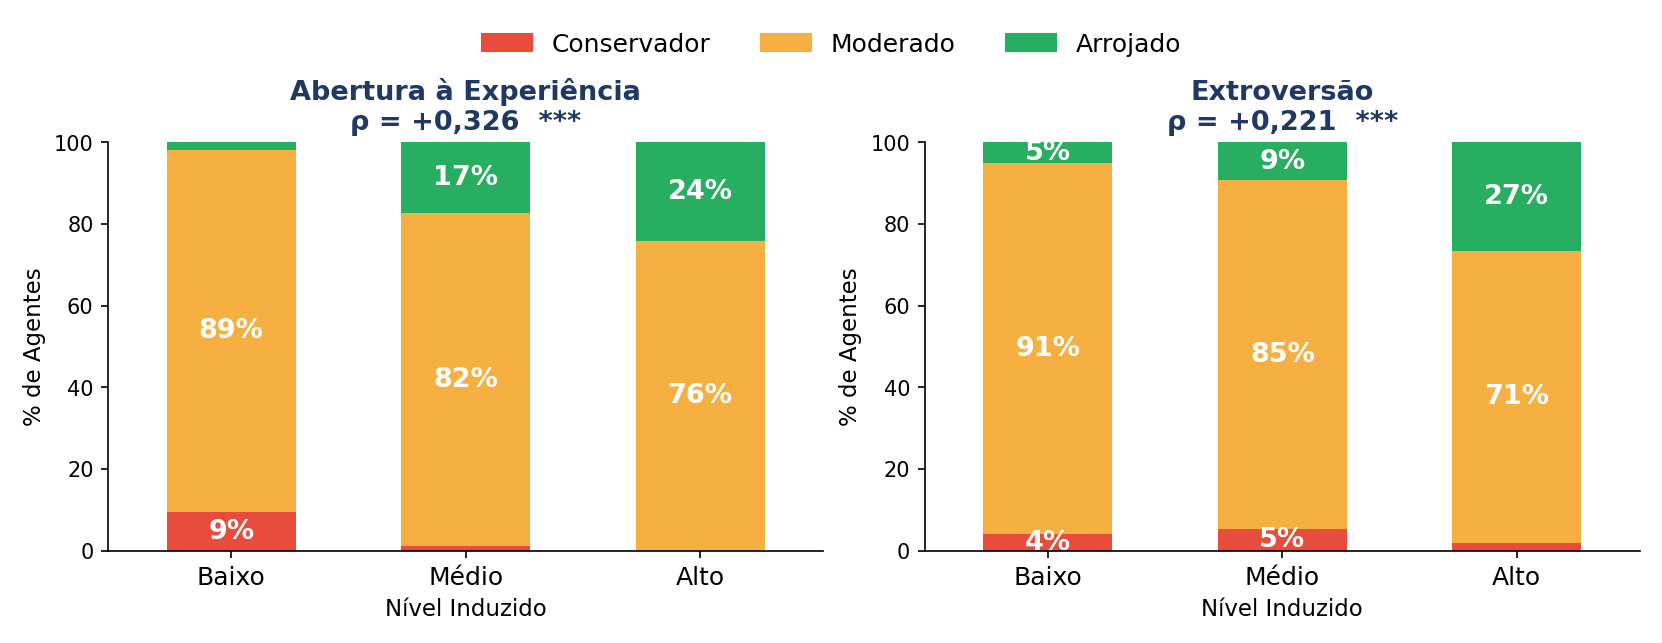 Conservador Moderado Arrojado
Abertura à Experiência
ρ = +0,326 ***
100
80
60
40
20
0
% de Agentes
17%
24%
89%
82%
76%
9%
Baixo Médio Alto
Nível Induzido
Extroversão
ρ = +0,221 ***
100
80
60
40
20
0
% de Agentes
5%
9%
27%
91%
85%
71%
4%
5%
Baixo Médio Alto
Nível Induzido